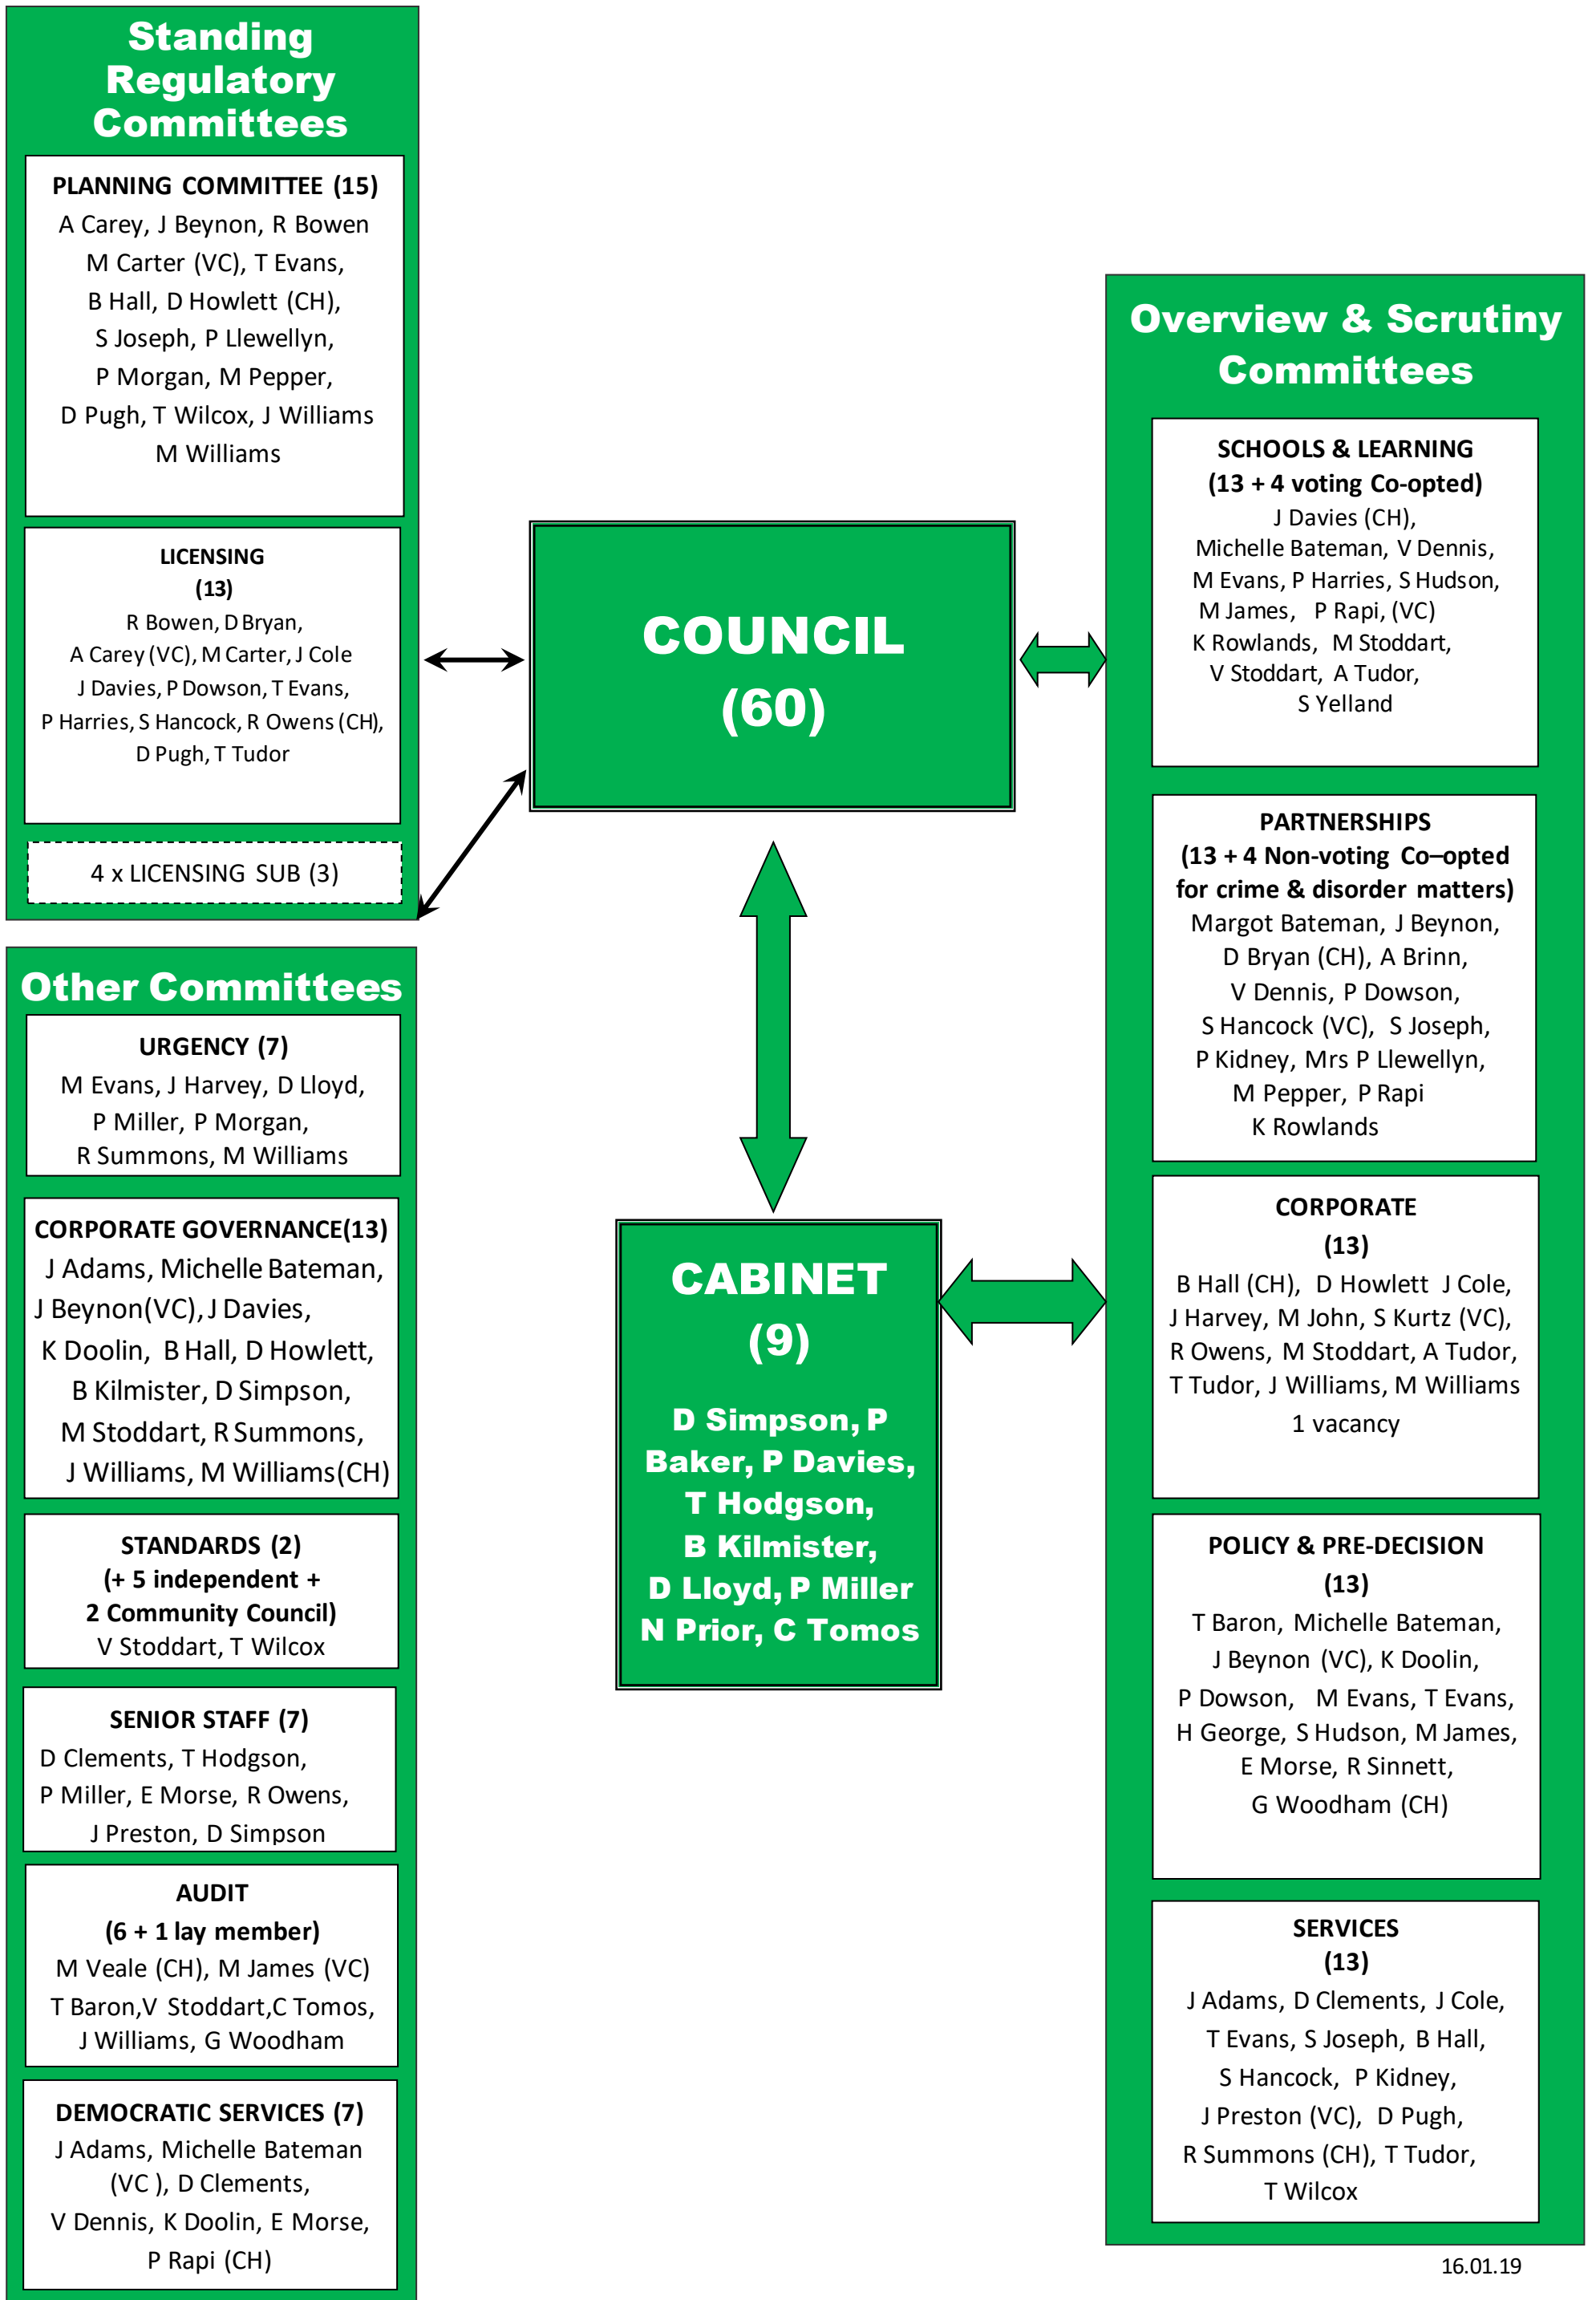 Standing
Regulatory
Committees
PLANNING COMMITTEE (15)
A Carey, J Beynon, R Bowen
M Carter (VC), T Evans,
B Hall, D Howlett (CH),
S Joseph, P Llewellyn,
P Morgan, M Pepper,
D Pugh, T Wilcox, J Williams
M Williams
LICENSING
(13)
R Bowen, D Bryan,
A Carey (VC), M Carter, J Cole
J Davies, P Dowson, T Evans,
P Harries, S Hancock, R Owens (CH),
D Pugh, T Tudor
4 x LICENSING SUB (3)
Other Committees
URGENCY (7)
M Evans, J Harvey, D Lloyd,
P Miller, P Morgan,
R Summons, M Williams
CORPORATE GOVERNANCE(13)
J Adams, Michelle Bateman,
J Beynon(VC), J Davies,
K Doolin, B Hall, D Howlett,
B Kilmister, D Simpson,
M Stoddart, R Summons,
J Williams, M Williams(CH)
STANDARDS (2)
(+ 5 independent +
2 Community Council)
V Stoddart, T Wilcox
SENIOR STAFF (7)
D Clements, T Hodgson,
P Miller, E Morse, R Owens,
J Preston, D Simpson
AUDIT
(6 + 1 lay member)
M Veale (CH), M James (VC)
T Baron,V Stoddart,C Tomos,
J Williams, G Woodham
DEMOCRATIC SERVICES (7)
J Adams, Michelle Bateman
(VC ), D Clements,
V Dennis, K Doolin, E Morse,
P Rapi (CH)
COUNCIL
(60)
CABINET
(9)
D Simpson, P
Baker, P Davies,
T Hodgson,
B Kilmister,
D Lloyd, P Miller
N Prior, C Tomos
Overview & Scrutiny
Committees
SCHOOLS & LEARNING
(13 + 4 voting Co-opted)
J Davies (CH),
Michelle Bateman, V Dennis,
M Evans, P Harries, S Hudson,
M James, P Rapi, (VC)
K Rowlands, M Stoddart,
V Stoddart, A Tudor,
S Yelland
PARTNERSHIPS
(13 + 4 Non-voting Co–opted
for crime & disorder matters)
Margot Bateman, J Beynon,
D Bryan (CH), A Brinn,
V Dennis, P Dowson,
S Hancock (VC), S Joseph,
P Kidney, Mrs P Llewellyn,
M Pepper, P Rapi
K Rowlands
CORPORATE
(13)
B Hall (CH), D Howlett J Cole,
J Harvey, M John, S Kurtz (VC),
R Owens, M Stoddart, A Tudor,
T Tudor, J Williams, M Williams
1 vacancy
POLICY & PRE-DECISION
(13)
T Baron, Michelle Bateman,
J Beynon (VC), K Doolin,
P Dowson, M Evans, T Evans,
H George, S Hudson, M James,
E Morse, R Sinnett,
G Woodham (CH)
SERVICES
(13)
J Adams, D Clements, J Cole,
T Evans, S Joseph, B Hall,
S Hancock, P Kidney,
J Preston (VC), D Pugh,
R Summons (CH), T Tudor,
T Wilcox
16.01.19